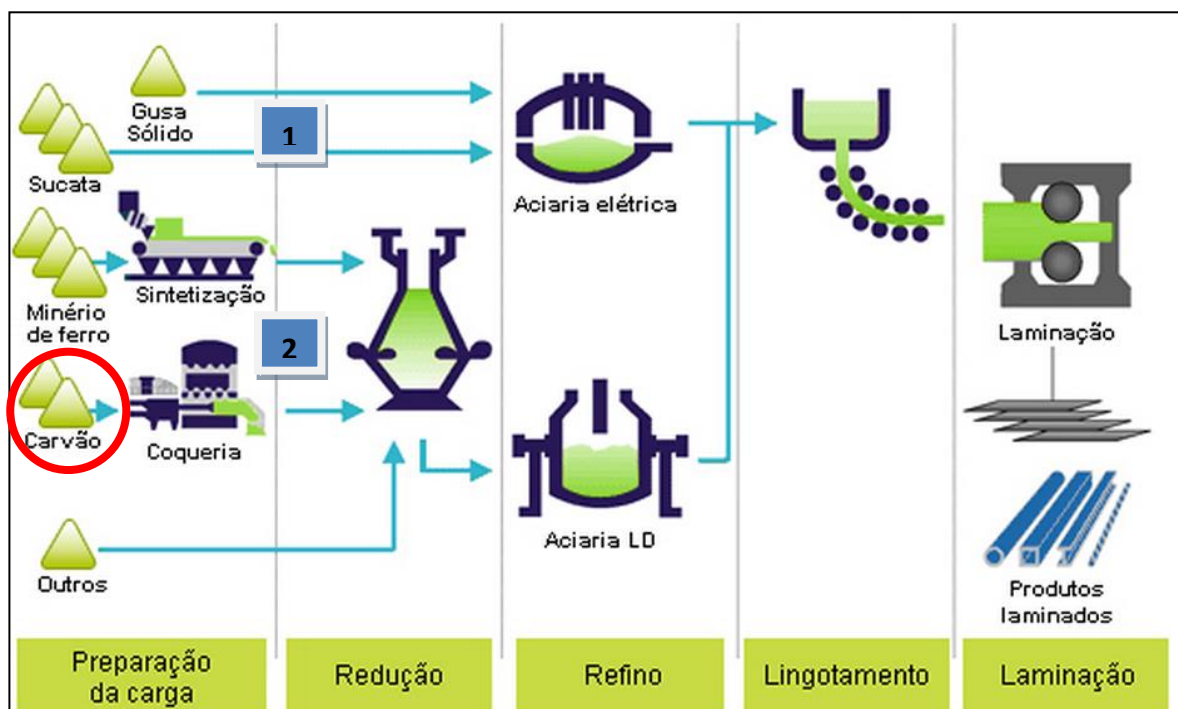 Gusa
Sólido
1
Sucata
Aciaria elétrica
Sintetização
Minério
de ferro
Laminação
2
Carvão
Coqueria
Aciaria LD
Outros
Produtos
laminados
Preparação
da carga
Redução
Refino
Lingotamento
Laminação